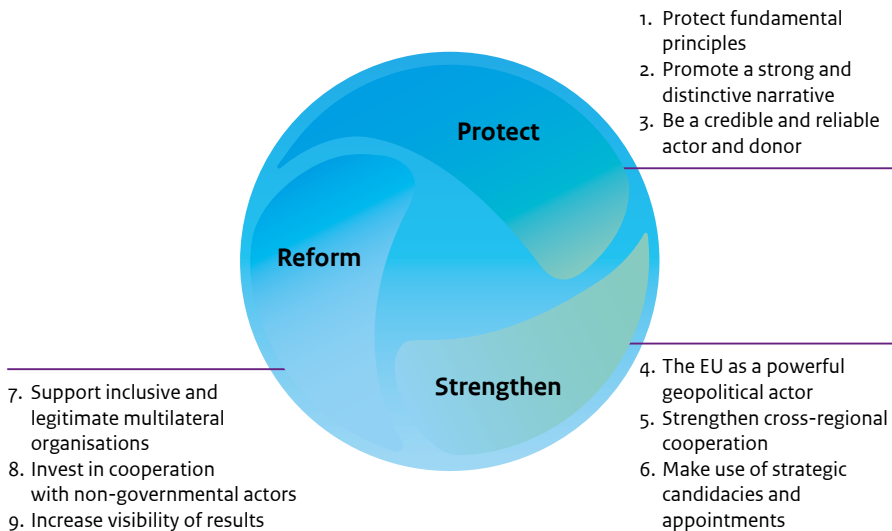 1. Protect fundamental
principles
2. Promote a strong and
distinctive narrative
3. Be a credible and reliable
actor and donor
Protect
Reform
Strengthen
4. The EU as a powerful
geopolitical actor
5. Strengthen cross-regional
cooperation
6. Make use of strategic
candidacies and
appointments
7. Support inclusive and
legitimate multilateral
organisations
8. Invest in cooperation
with non-governmental actors
9. Increase visibility of results